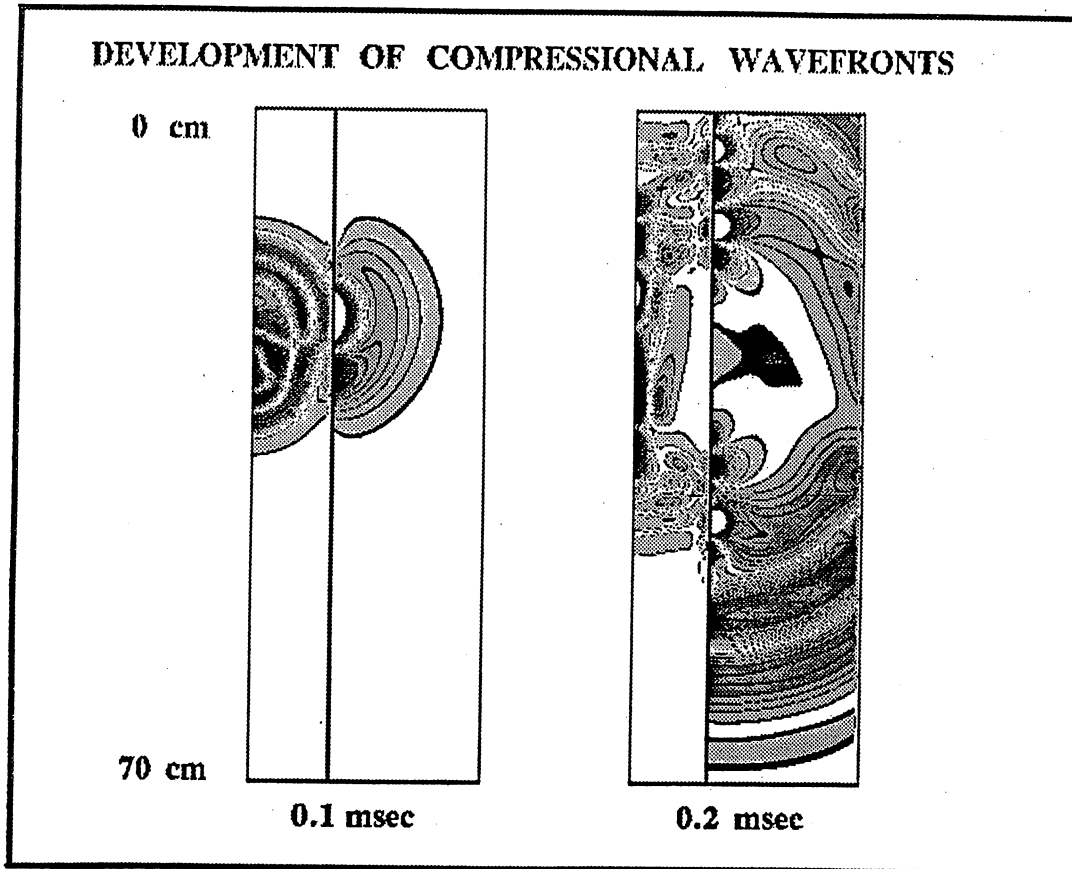 DEVELOPMENT OF COMPRESSIONAL WAVEFRONTS
0 cm
70 cm
0.1 msec
0.2 msec